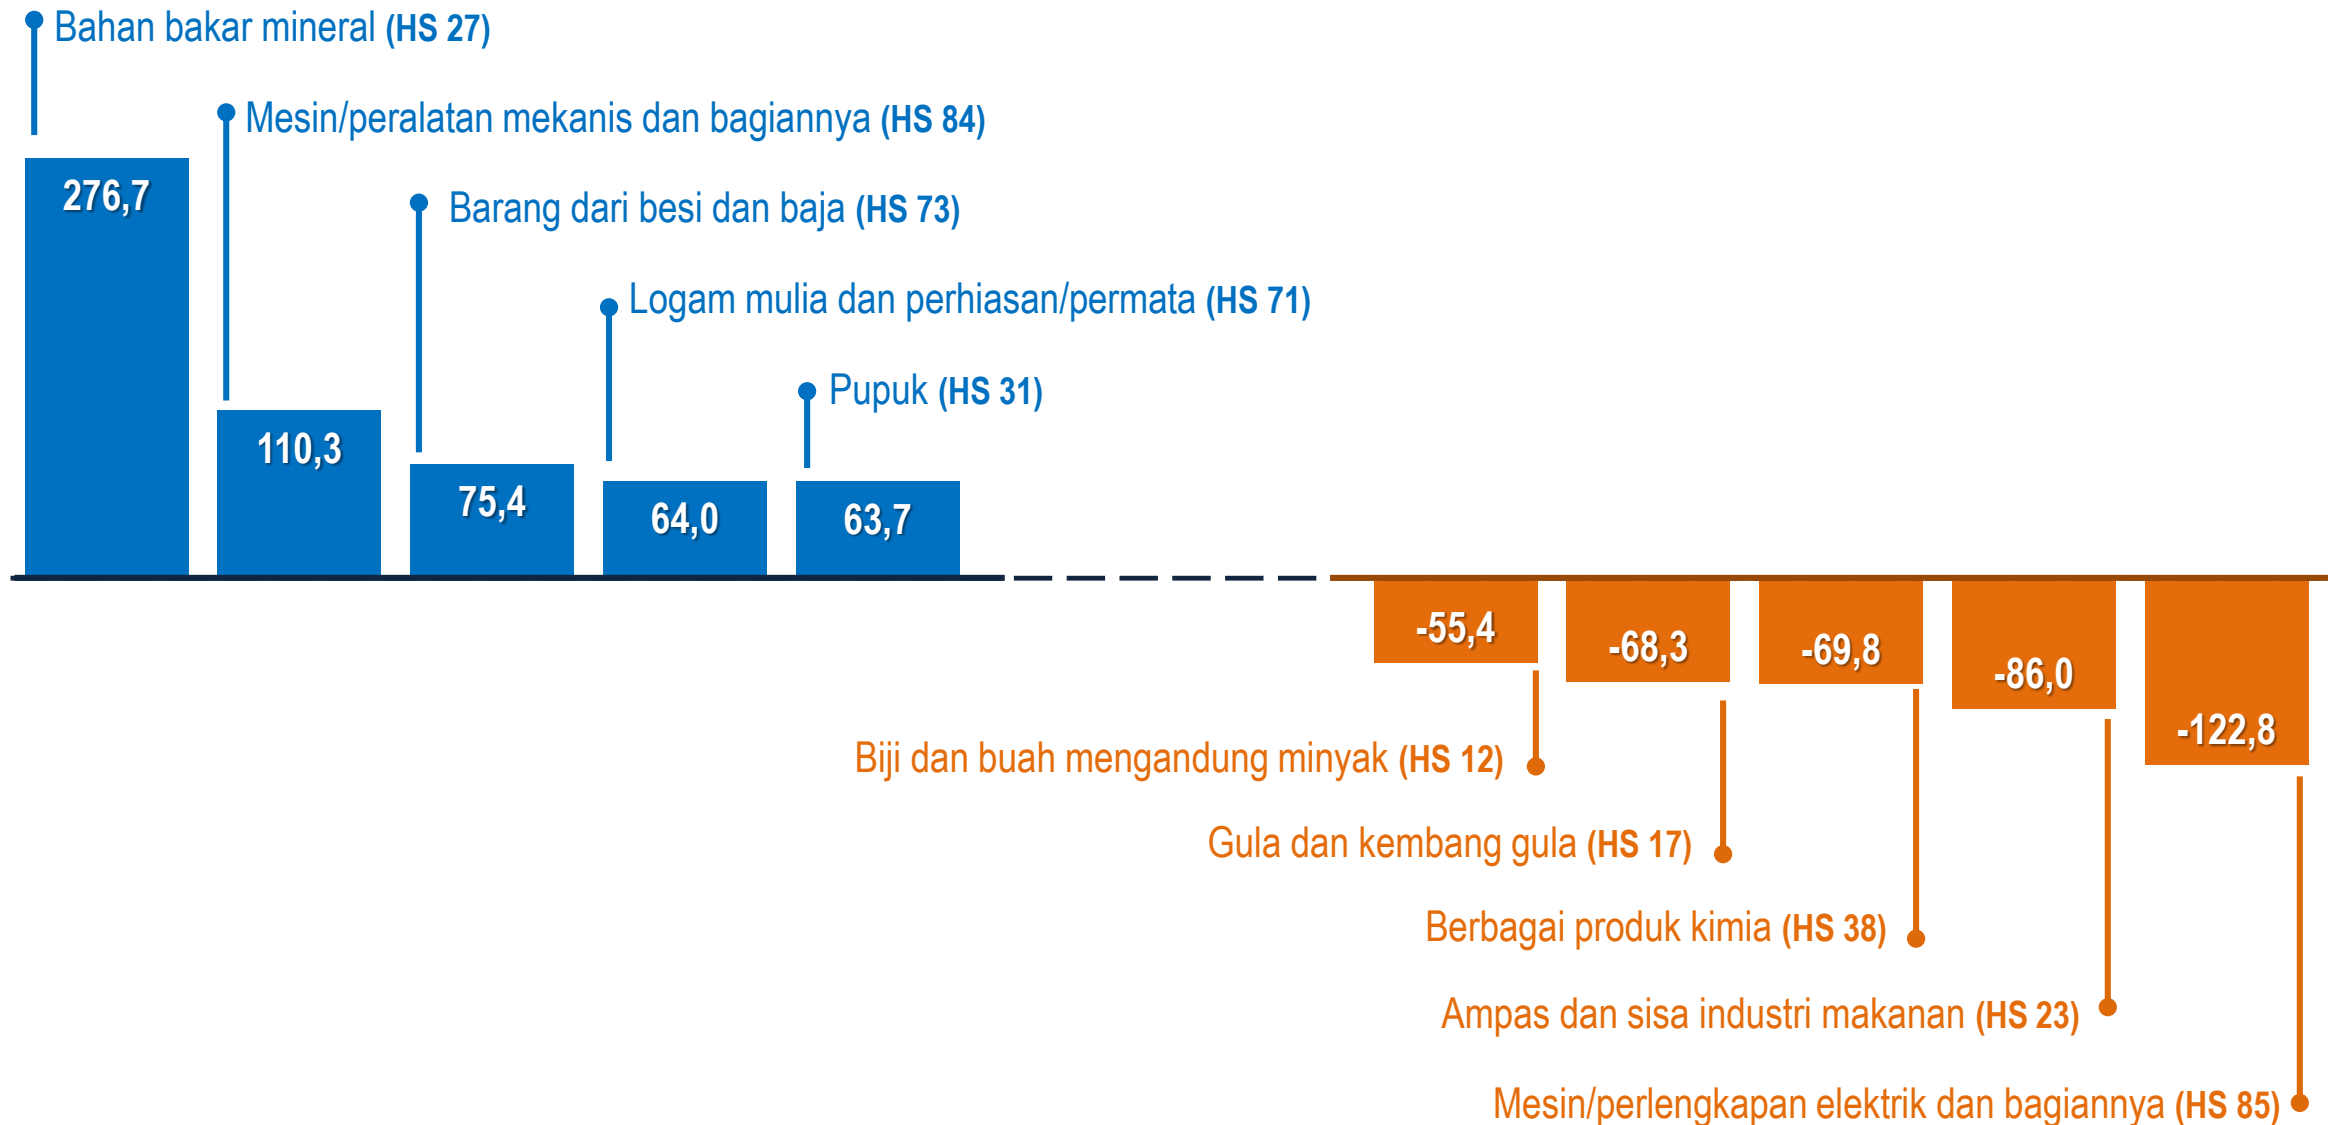 Bahan bakar mineral (HS 27)
Mesin/peralatan mekanis dan bagiannya (HS 84)
276,7
Barang dari besi dan baja (HS 73)
Logam mulia dan perhiasan/permata (HS 71)
Pupuk (HS 31)
110,3
75,4
64,0
63,7
-55,4
-68,3
-69,8
-86,0
-122,8
Biji dan buah mengandung minyak (HS 12)
Gula dan kembang gula (HS 17)
Berbagai produk kimia (HS 38)
Ampas dan sisa industri makanan (HS 23)
Mesin/perlengkapan elektrik dan bagiannya (HS 85)